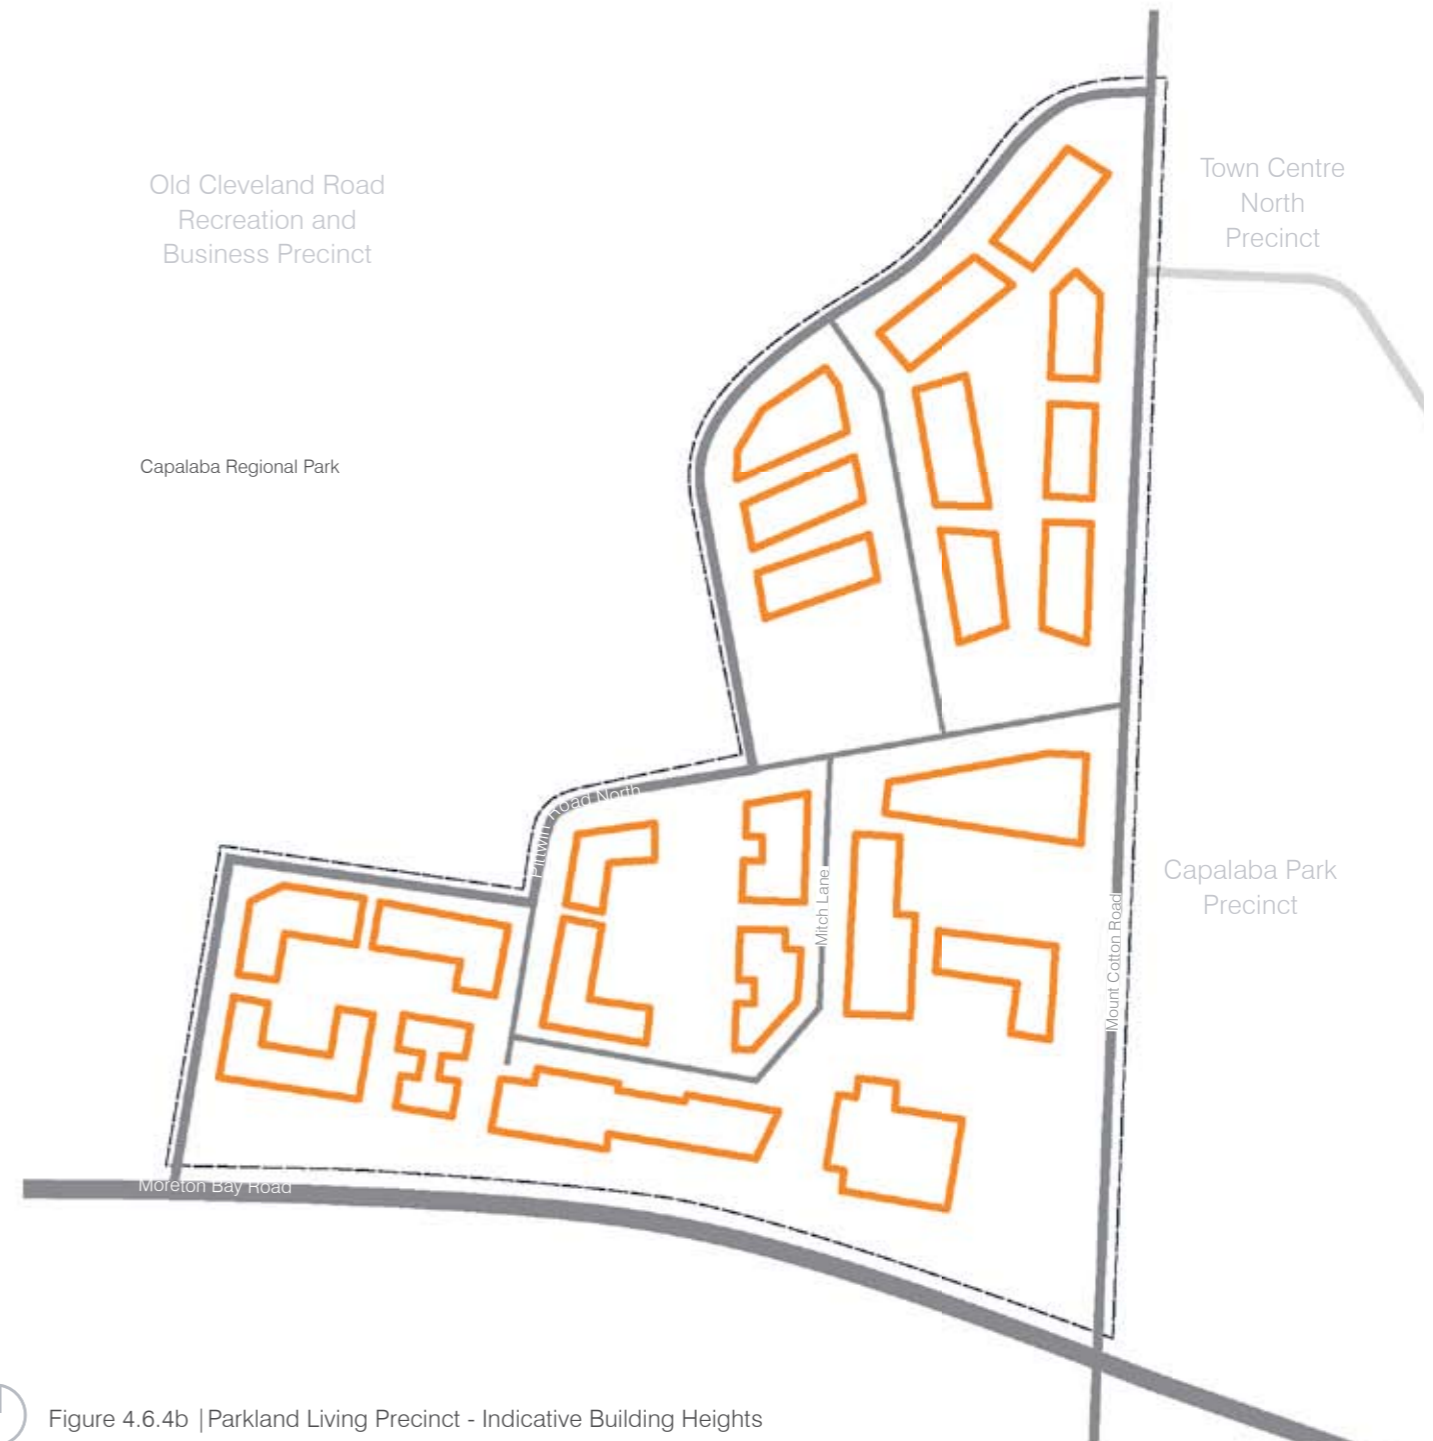 Old Cleveland Road
Recreation and
Business Precinct
Town Centre
North
Precinct
Capalaba Regional Park
Pittwin Road North
Mitch Lane
Mount Cotton Road
Capalaba Park
Precinct
Moreton Bay Road
Figure 4.6.4b | Parkland Living Precinct - Indicative Building Heights